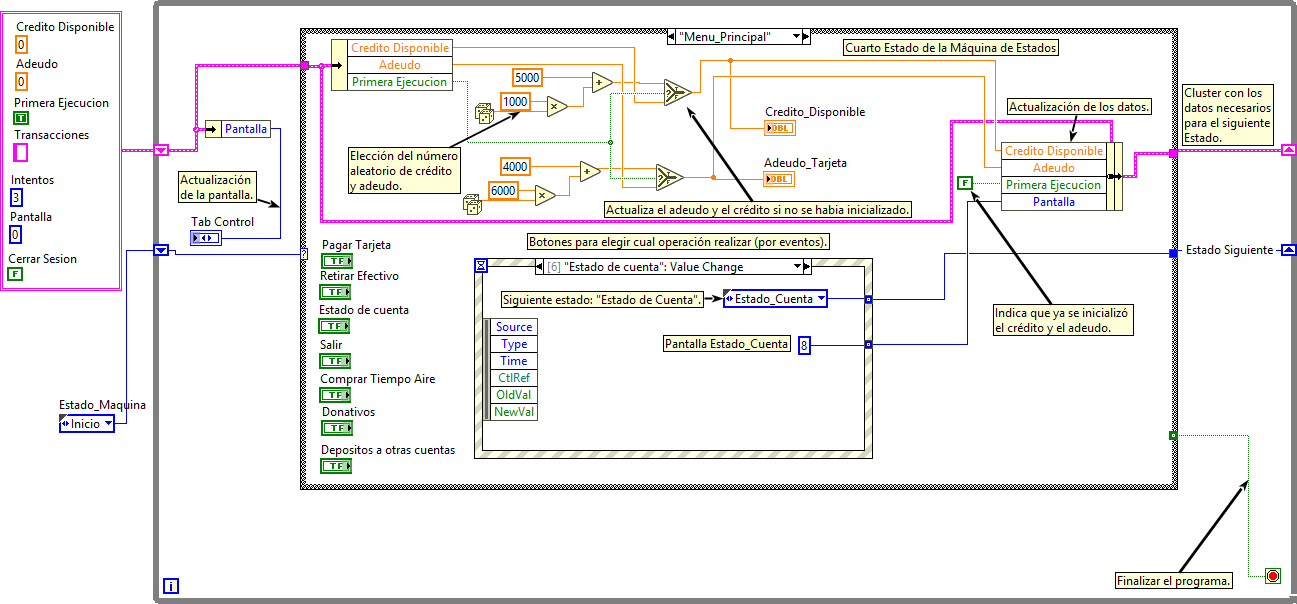 Credito Disponible
0
Adeudo
0
Primera Ejecucion
T
Transacciones
Intentos
3
Pantalla
0
Cerrar Sesion
F
Estado_Maquina
Inicio
Pantalla
Actualización
de la pantalla.
Tab Control
"Menu_Principal"
Cuarto Estado de la Máquina de Estados
Credito Disponible
Adeudo
Primera Ejecucion
5000
1000
4000
6000
Elección del número
aleatorio de crédito
y adeudo.
Credito_Disponible
DBL
Adeudo_Tarjeta
DBL
Actualiza el adeudo y el crédito si no se habia inicializado.
Actualización de los datos.
Credito Disponible
Adeudo
Primera Ejecucion
Pantalla
F
Cluster con los
datos necesarios
para el siguiente
Estado.
Estado Siguiente
Indica que ya se inicializó
el crédito y el adeudo.
Pagar Tarjeta
TF
Retirar Efectivo
TF
Estado de cuenta
TF
Salir
TF
Comprar Tiempo Aire
TF
Donativos
TF
Depositos a otras cuentas
TF
Botones para elegir cual operación realizar (por eventos).
[6] "Estado de cuenta": Value Change
Siguiente estado: "Estado de Cuenta".
Estado_Cuenta
Pantalla Estado_Cuenta
8
Source
Type
Time
CtlRef
OldVal
NewVal
Finalizar el programa.
i